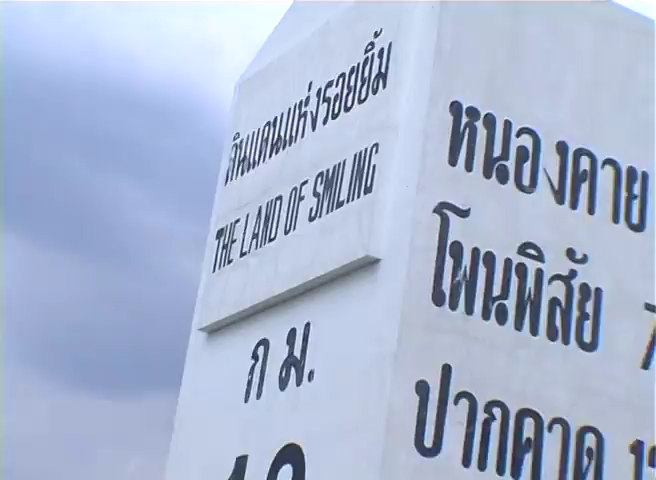 ดินแดนแห่งรอยยิ้ม
THE LAND OF SMILING
ก ม.
หนองคาย
โพนพิสัย 7
ปากคาด